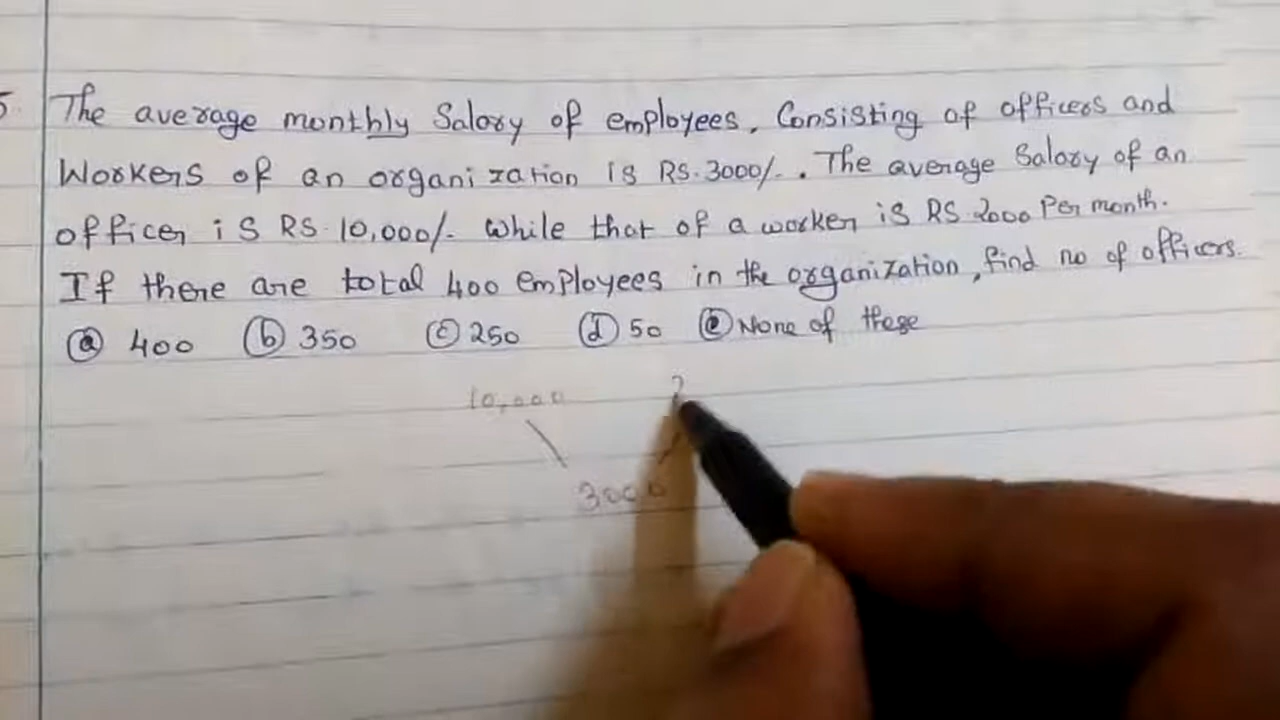 5. The average monthly Salary of employees, Consisting of officers and
Workers of an organization is RS.3000/-. The average Salary of an
officer is RS. 10,000/- while that of a worker is RS 2000 Per month.
If there are total 400 employees in the organization, find no of officers.
(a) 400 (b) 350 (c) 250 (d) 50 (e) None of these
10,000
3000